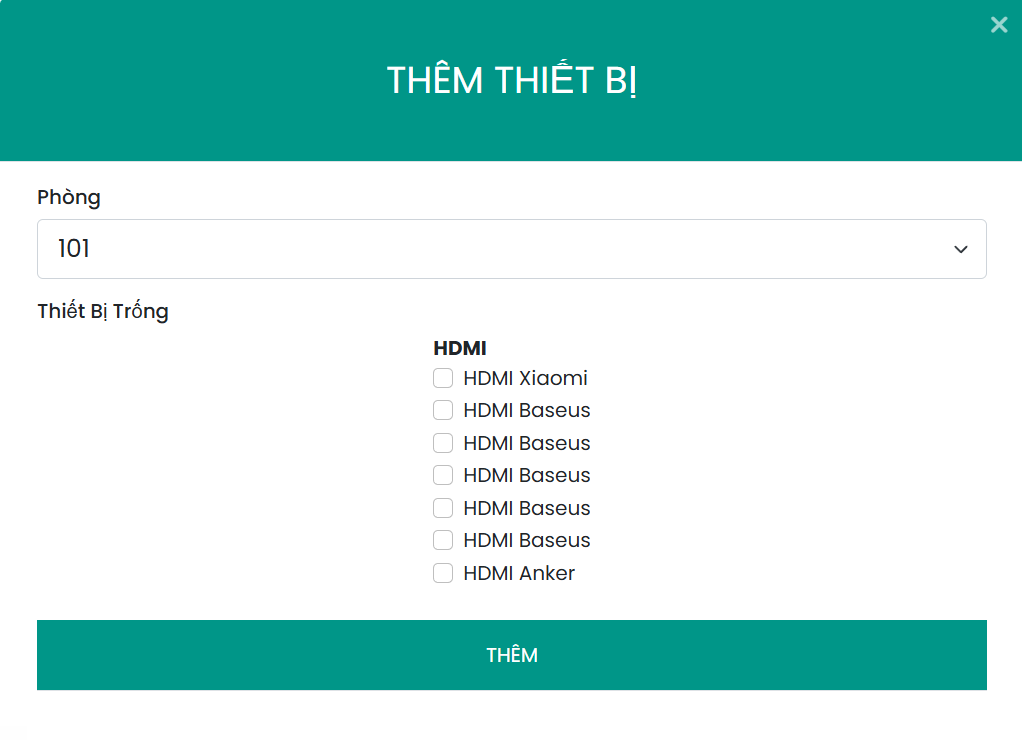 THÊM THIẾT BỊ
Phòng
101
Thiết Bị Trống
HDMI
HDMI Xiaomi
HDMI Baseus
HDMI Baseus
HDMI Baseus
HDMI Baseus
HDMI Baseus
HDMI Anker
THÊM